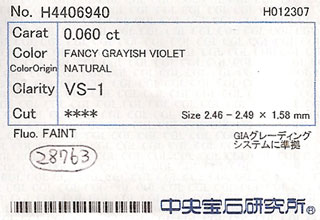 No. H4406940 H012307
Carat 0.060 ct
Color FANCY GRAYISH VIOLET
ColorOrigin NATURAL
Clarity VS-1
Cut **** Size 2.46 – 2.49 × 1.58 mm
Fluo. FAINT GIAグレーディング
システムに準拠
28763
中央宝石研究所®